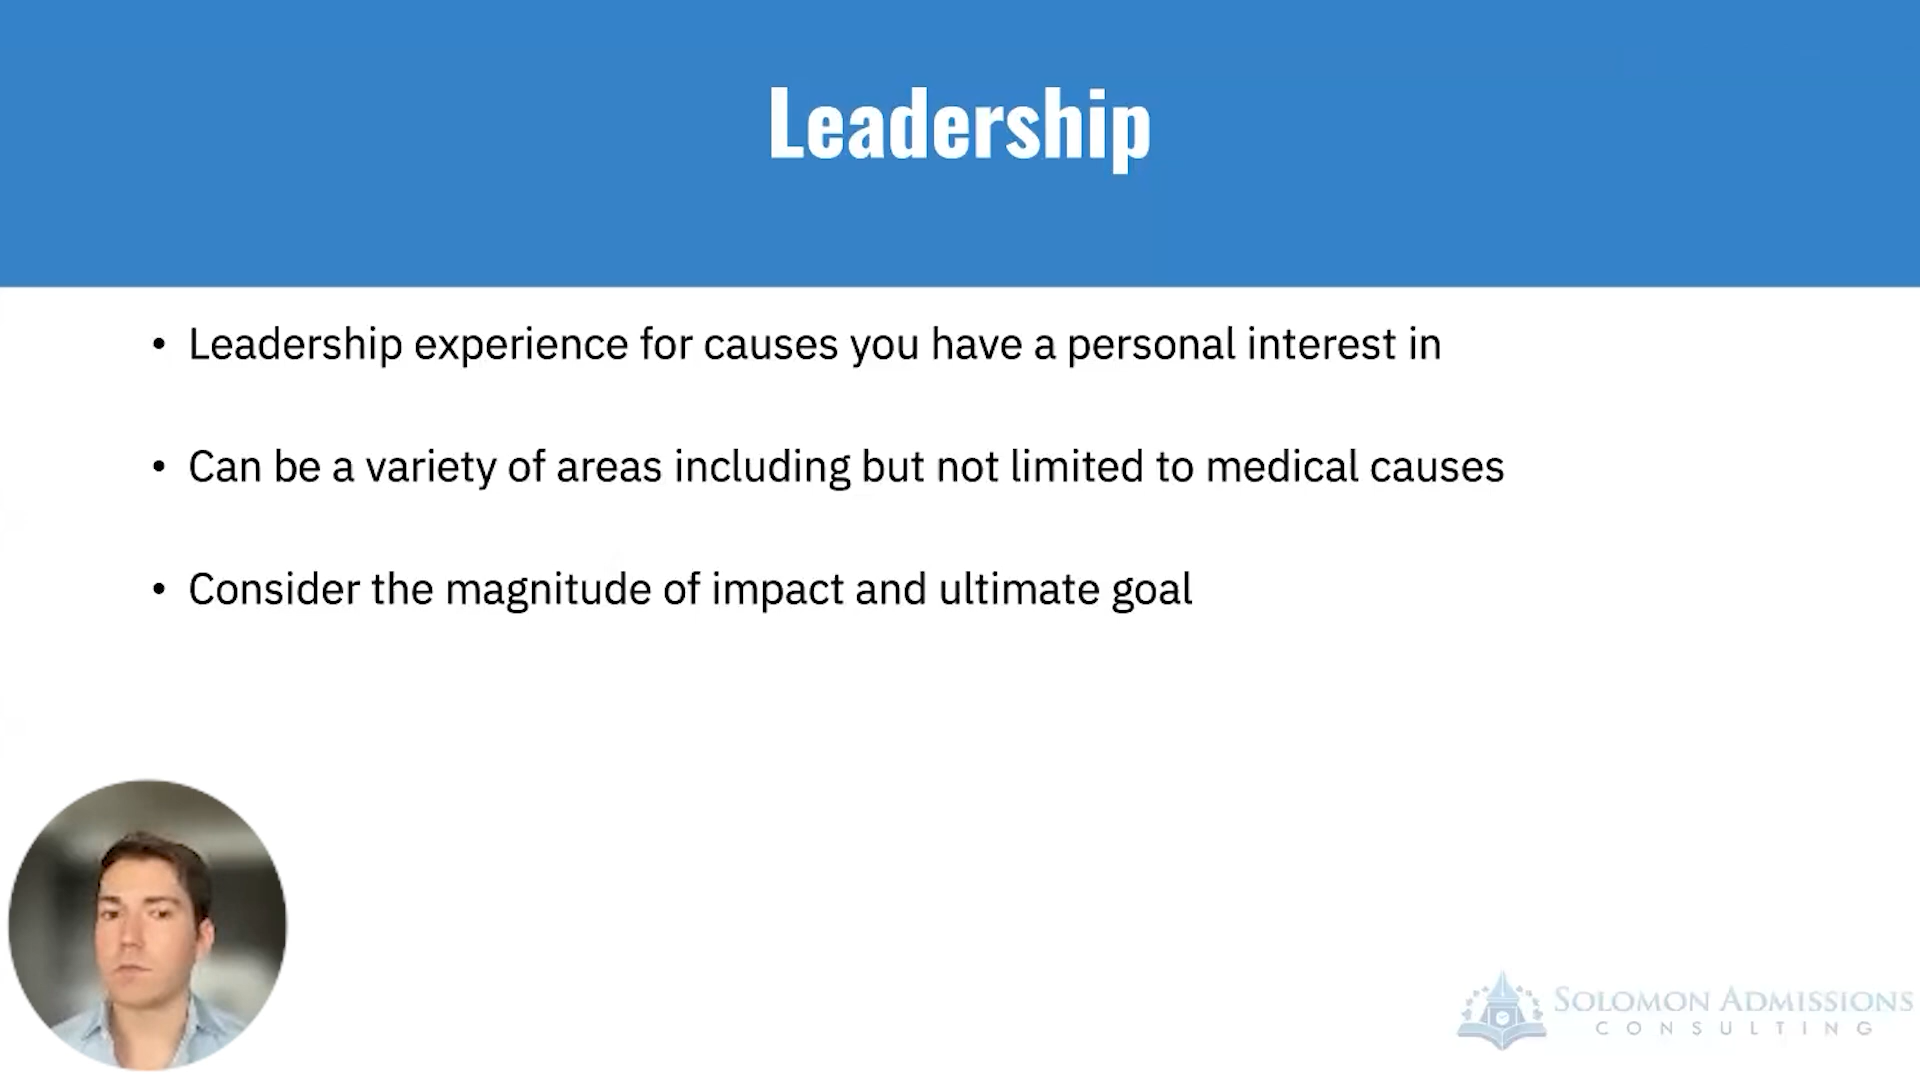 Leadership
• Leadership experience for causes you have a personal interest in
• Can be a variety of areas including but not limited to medical causes
• Consider the magnitude of impact and ultimate goal
SOLOMON ADMISSIONS
CONSULTING